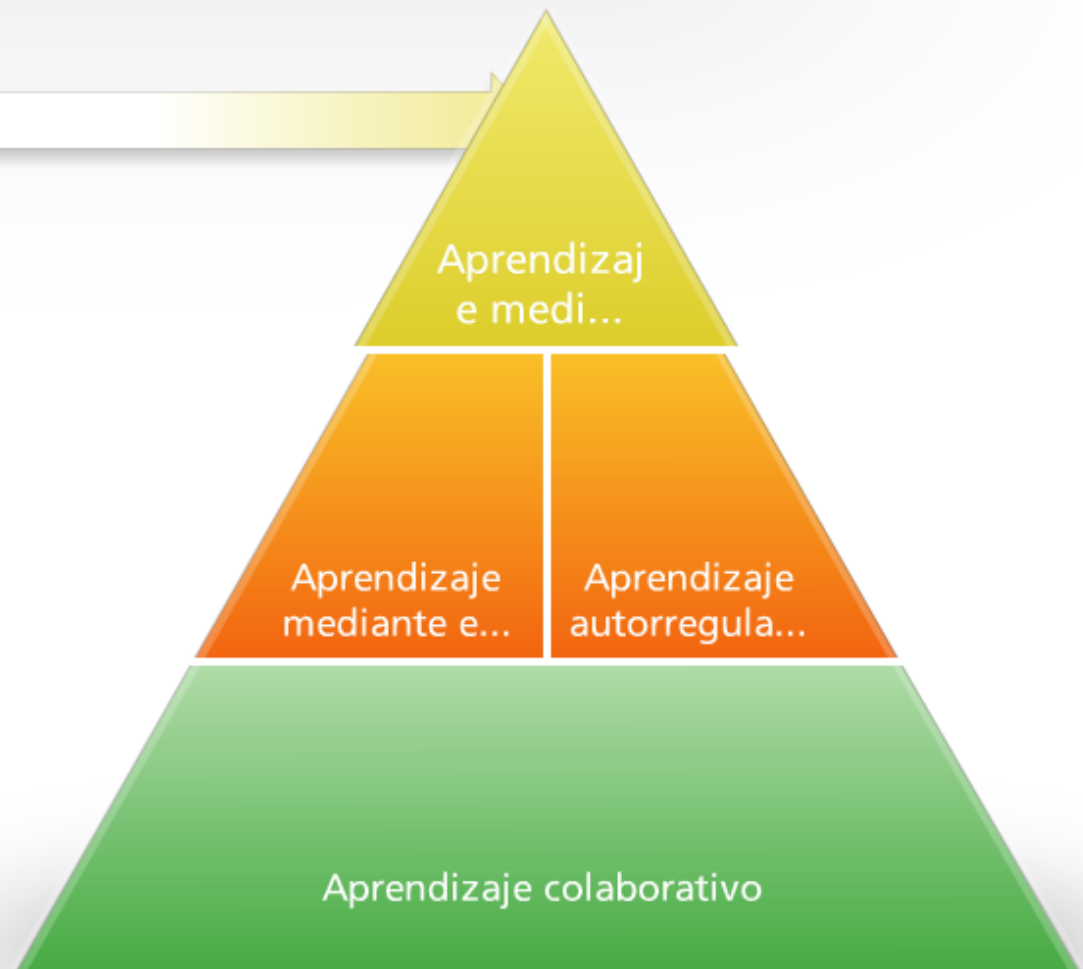 Aprendizaj
e medi...
Aprendizaje
mediante e...
Aprendizaje
autorregula...
Aprendizaje colaborativo